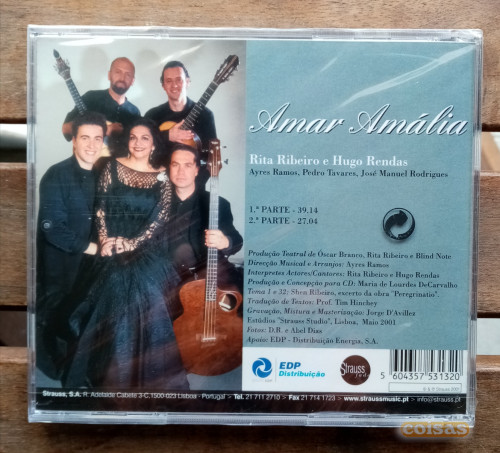 Amar Amália
Rita Ribeiro e Hugo Rendas
Ayres Ramos, Pedro Tavares, José Manuel Rodrigues
1.ª PARTE - 39.14
2.ª PARTE - 27.04
Produção Teatral de Óscar Branco, Rita Ribeiro e Blind Note
Direcção Musical e Arranjos: Ayres Ramos
Interpretes Actores/Cantores: Rita Ribeiro e Hugo Rendas
Produção e Concepção para CD: Maria de Lourdes DeCarvalho
Tema 1 e 22: Shen Ribeiro, excerto da obra "Peregrinatio".
Tradução de Textos: Prof. Tim Hinchey
Gravação, Mistura e Masterização: Jorge D'Avillez
Estúdios "Strauss Studio", Lisboa, Maio 2001
Fotos: D.R. e Abel Dias
Apoio: EDP - Distribuição Energia, S.A.
EDP
Distribuição
Strauss
5 604357 531320
Strauss, S.A. R. Adelaide Cabete 3-C,1500-023 Lisboa - Portugal > Tel. 21 711 2710 > Fax 21 714 1723 > www.straussmusic.pt > info@strauss.pt
coisas